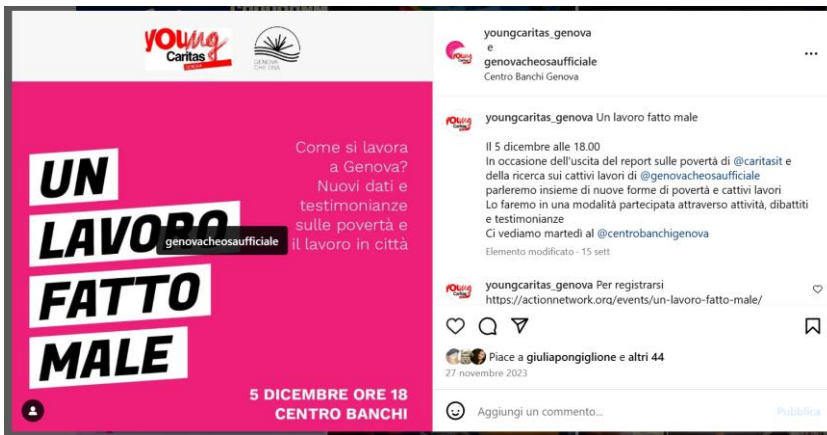 YOUng
Caritas
GENOVA
GENOVA
CHE OSA
UN
LAVORO
FATTO
MALE
Come si lavora
a Genova?
Nuovi dati e
testimonianze
sulle povertà e
il lavoro in città
genovacheosaufficiale
5 DICEMBRE ORE 18
CENTRO BANCHI
youngcaritas_genova
e
genovacheosaufficiale
Centro Banchi Genova
youngcaritas_genova Un lavoro fatto male
Il 5 dicembre alle 18.00
In occasione dell'uscita del report sulle povertà di @caritasit e
della ricerca sui cattivi lavori di @genovacheosaufficiale
parleremo insieme di nuove forme di povertà e cattivi lavori
Lo faremo in una modalità partecipata attraverso attività, dibattiti
e testimonianze
Ci vediamo martedì al @centrobanchigenova
Elemento modificato · 15 sett
youngcaritas_genova Per registrarsi
https://actionnetwork.org/events/un-lavoro-fatto-male/
Piace a giuliapongiglione e altri 44
27 novembre 2023
Aggiungi un commento...
Pubblica